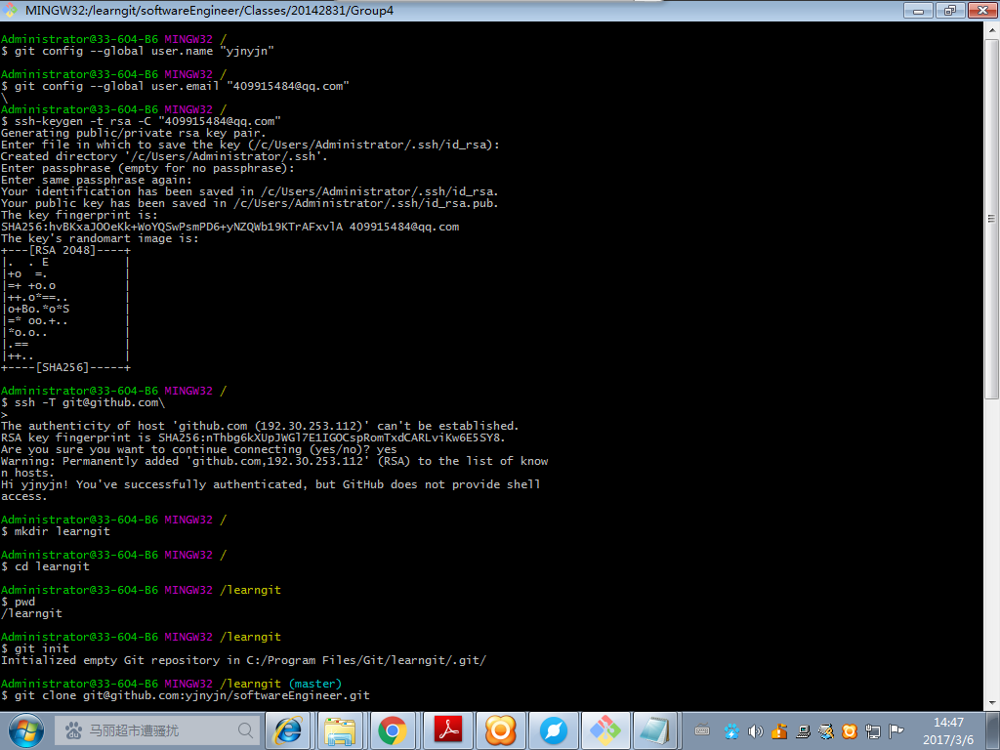 MINGW32:/learngit/softwareEngineer/Classes/20142831/Group4
Administrator@33-604-B6 MINGW32 /
$ git config --global user.name "yjnyjn"
Administrator@33-604-B6 MINGW32 /
$ git config --global user.email "409915484@qq.com"
\
Administrator@33-604-B6 MINGW32 /
$ ssh-keygen -t rsa -C "409915484@qq.com"
Generating public/private rsa key pair.
Enter file in which to save the key (/c/Users/Administrator/.ssh/id_rsa):
Created directory '/c/Users/Administrator/.ssh'.
Enter passphrase (empty for no passphrase):
Enter same passphrase again:
Your identification has been saved in /c/Users/Administrator/.ssh/id_rsa.
Your public key has been saved in /c/Users/Administrator/.ssh/id_rsa.pub.
The key fingerprint is:
SHA256:hvBKxaJOOeKk+WoYQSwPsmPD6+yNZQWb19KTrAFxvlA 409915484@qq.com
The key's randomart image is:
+---[RSA 2048]----+
|.  . E           |
|+o  =.           |
|=+ +o.o          |
|++.o*==..        |
|o+Bo.*o*S        |
|=* oo.+..        |
|*o.o..           |
|.==              |
|++..             |
+----[SHA256]-----+
Administrator@33-604-B6 MINGW32 /
$ ssh -T git@github.com\
>
The authenticity of host 'github.com (192.30.253.112)' can't be established.
RSA key fingerprint is SHA256:nThbg6kXUpJWGl7E1IGOCspRomTxdCARLviKw6E5SY8.
Are you sure you want to continue connecting (yes/no)? yes
Warning: Permanently added 'github.com,192.30.253.112' (RSA) to the list of know
n hosts.
Hi yjnyjn! You've successfully authenticated, but GitHub does not provide shell
access.
Administrator@33-604-B6 MINGW32 /
$ mkdir learngit
Administrator@33-604-B6 MINGW32 /
$ cd learngit
Administrator@33-604-B6 MINGW32 /learngit
$ pwd
/learngit
Administrator@33-604-B6 MINGW32 /learngit
$ git init
Initialized empty Git repository in C:/Program Files/Git/learngit/.git/
Administrator@33-604-B6 MINGW32 /learngit (master)
$ git clone git@github.com:yjnyjn/softwareEngineer.git
马丽超市遭骚扰
14:47
2017/3/6